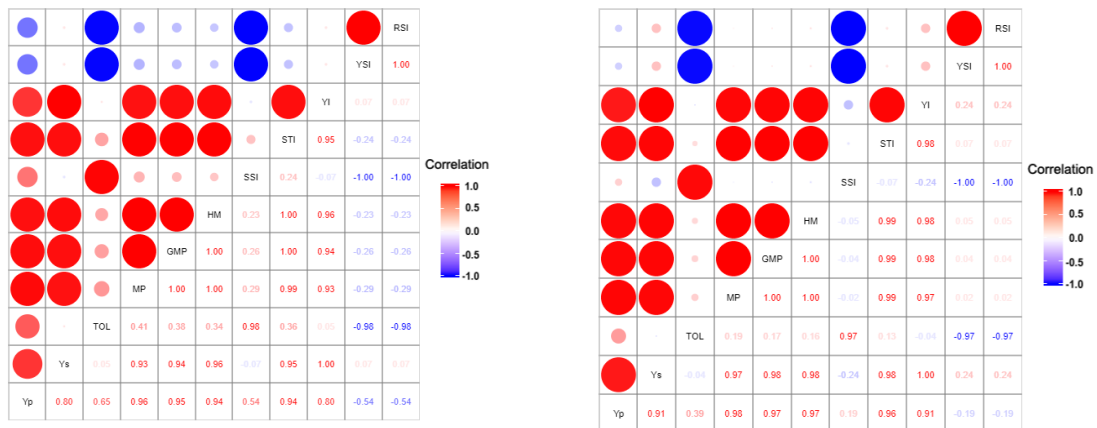 RSI
YSI 1.00
YI 0.07 0.07
STI 0.95 -0.24 -0.24
SSI 0.24 -0.07 -1.00 -1.00
HM 0.23 1.00 0.96 -0.23 -0.23
GMP 1.00 0.26 1.00 0.94 -0.26 -0.26
MP 1.00 1.00 0.29 0.99 0.93 -0.29 -0.29
TOL 0.41 0.38 0.34 0.98 0.36 0.05 -0.98 -0.98
Ys 0.05 0.93 0.94 0.96 -0.07 0.95 1.00 0.07 0.07
Yp 0.80 0.65 0.96 0.95 0.94 0.54 0.94 0.80 -0.54 -0.54
Correlation
1.0
0.5
0.0
-0.5
-1.0
RSI
YSI 1.00
YI 0.24 0.24
STI 0.98 0.07 0.07
SSI -0.07 -0.24 -1.00 -1.00
HM -0.05 0.99 0.98 0.05 0.05
GMP 1.00 -0.04 0.99 0.98 0.04 0.04
MP 1.00 1.00 -0.02 0.99 0.97 0.02 0.02
TOL 0.19 0.17 0.16 0.97 0.13 -0.04 -0.97 -0.97
Ys -0.04 0.97 0.98 0.98 -0.24 0.98 1.00 0.24 0.24
Yp 0.91 0.39 0.98 0.97 0.97 0.19 0.96 0.91 -0.19 -0.19
Correlation
1.0
0.5
0.0
-0.5
-1.0